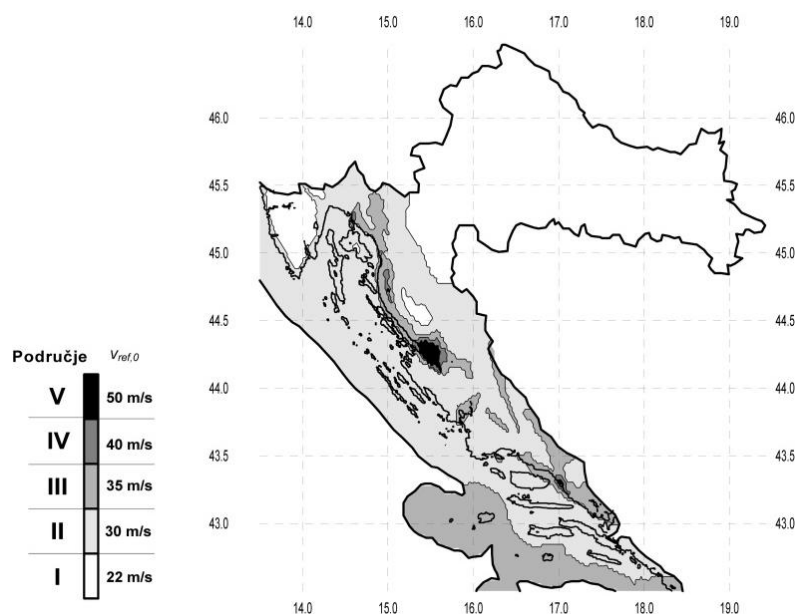 14.0 15.0 16.0 17.0 18.0 19.0
46.0 46.0
45.5 45.5
45.0 45.0
44.5 44.5
Područje Vref,0
44.0 44.0
V 50 m/s
IV 40 m/s
43.5 43.5
III 35 m/s
43.0 43.0
II 30 m/s
I 22 m/s
14.0 15.0 16.0 17.0 18.0 19.0